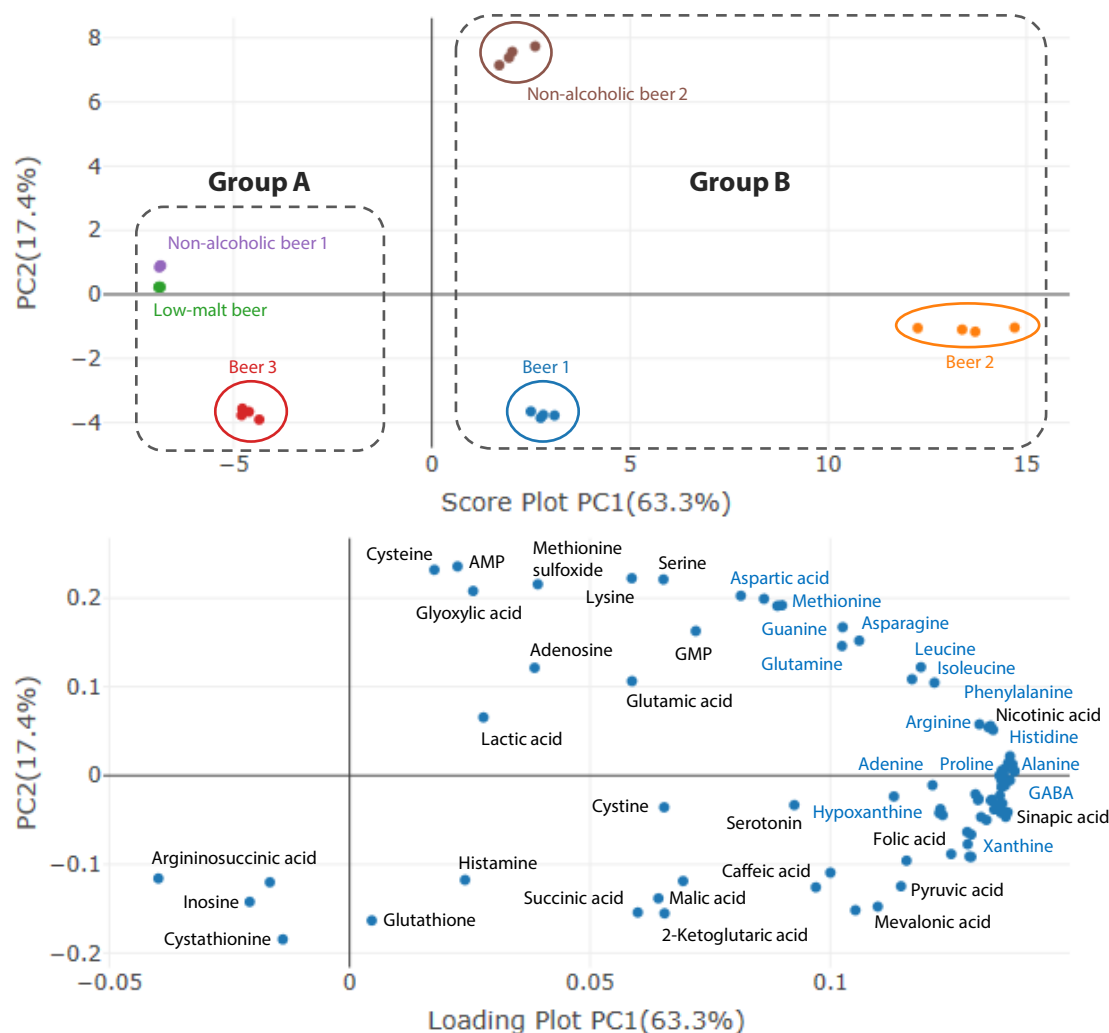 8
6
4
2
0
−2
−4
PC2(17.4%)
Non-alcoholic beer 2
Group A
Group B
Non-alcoholic beer 1
Low-malt beer
Beer 3
Beer 1
Beer 2
−5
0
5
10
15
Score Plot PC1(63.3%)
0.2
0.1
0
−0.1
−0.2
PC2(17.4%)
Cysteine
AMP
Methionine
sulfoxide
Serine
Glyoxylic acid
Lysine
Aspartic acid
Methionine
Guanine
Asparagine
Adenosine
GMP
Glutamine
Leucine
Isoleucine
Glutamic acid
Phenylalanine
Lactic acid
Arginine
Nicotinic acid
Histidine
Adenine
Proline
Alanine
GABA
Cystine
Serotonin
Hypoxanthine
Sinapic acid
Folic acid
Xanthine
Argininosuccinic acid
Histamine
Caffeic acid
Inosine
Succinic acid
Malic acid
Pyruvic acid
Glutathione
Mevalonic acid
Cystathionine
2-Ketoglutaric acid
−0.05
0
0.05
0.1
Loading Plot PC1(63.3%)